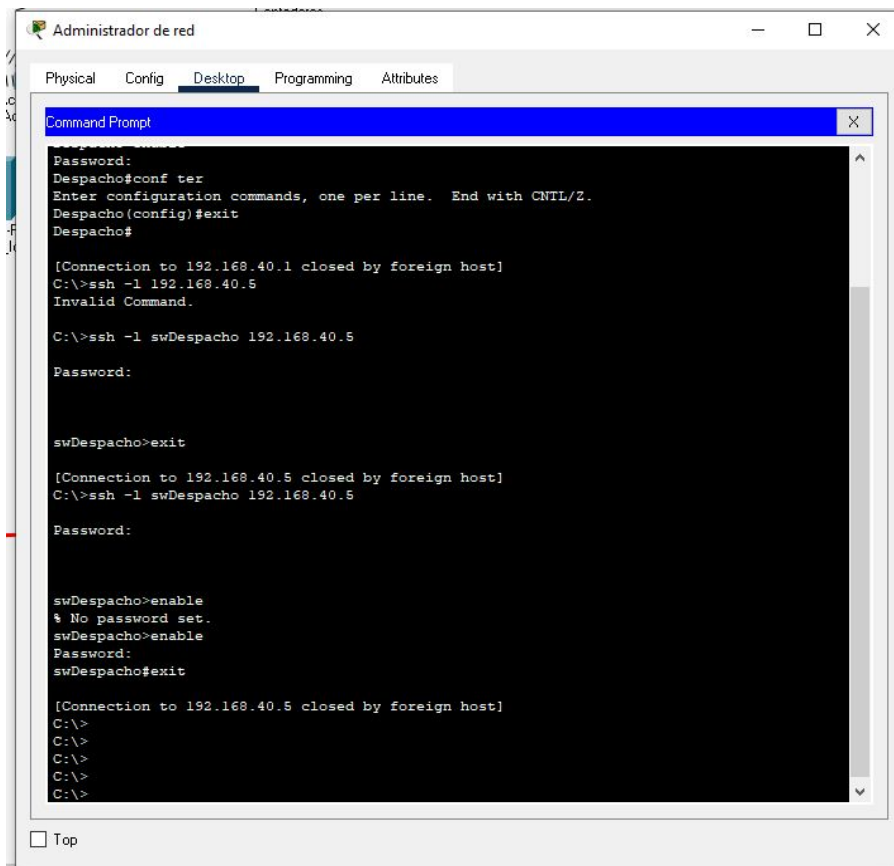 Administrador de red
Physical Config Desktop Programming Attributes
Command Prompt
X
Password:
Despacho#conf ter
Enter configuration commands, one per line.  End with CNTL/Z.
Despacho(config)#exit
Despacho#
[Connection to 192.168.40.1 closed by foreign host]
C:\>ssh -l 192.168.40.5
Invalid Command.
C:\>ssh -l swDespacho 192.168.40.5
Password:
swDespacho>exit
[Connection to 192.168.40.5 closed by foreign host]
C:\>ssh -l swDespacho 192.168.40.5
Password:
swDespacho>enable
% No password set.
swDespacho>enable
Password:
swDespacho#exit
[Connection to 192.168.40.5 closed by foreign host]
C:\>
C:\>
C:\>
C:\>
C:\>
Top